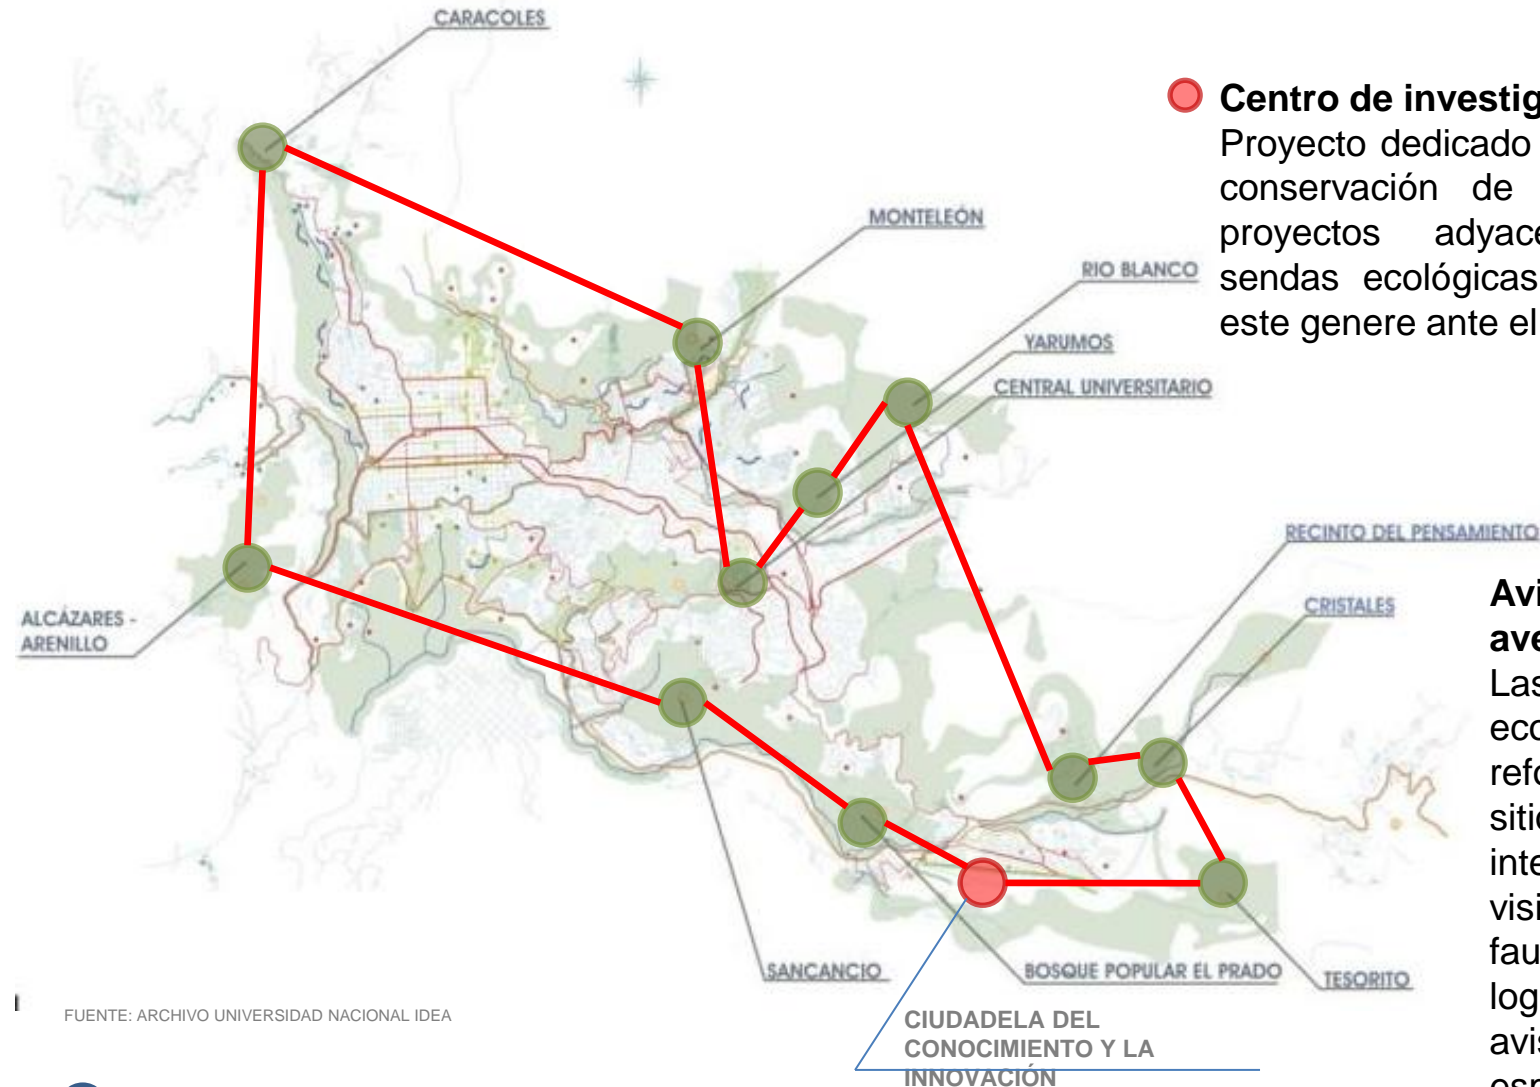 CARACOLES
MONTELEÓN
RIO BLANCO
YARUMOS
CENTRAL UNIVERSITARIO
RECINTO DEL PENSAMIENTO
CRISTALES
ALCÁZARES -
ARENILLO
SANCANCIO
BOSQUE POPULAR EL PRADO
TESORITO
CIUDADELA DEL
CONOCIMIENTO Y LA
INNOVACIÓN
FUENTE: ARCHIVO UNIVERSIDAD NACIONAL IDEA
Centro de investig
Proyecto dedicado
conservación de
proyectos adyace
sendas ecológicas
este genere ante el
Avi
ave
Las
eco
refo
sitio
inte
visi
fau
log
avis